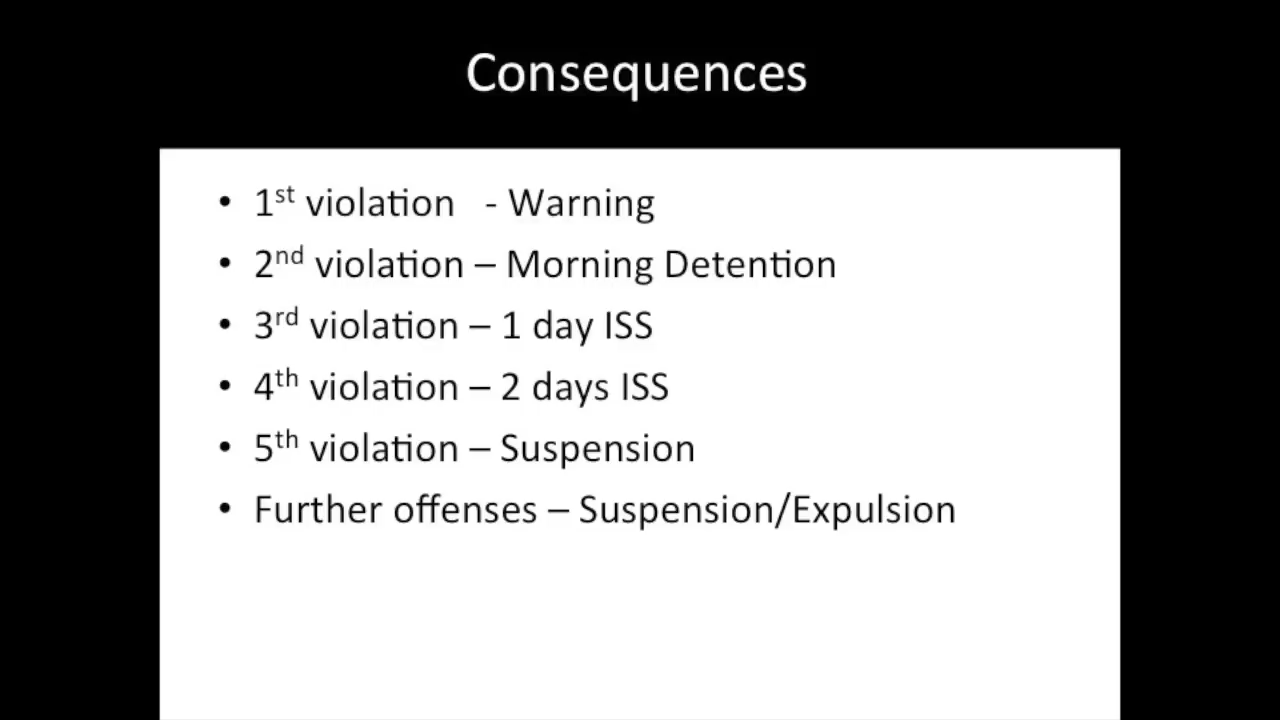 Consequences
• 1st violation - Warning
• 2nd violation – Morning Detention
• 3rd violation – 1 day ISS
• 4th violation – 2 days ISS
• 5th violation – Suspension
• Further offenses – Suspension/Expulsion